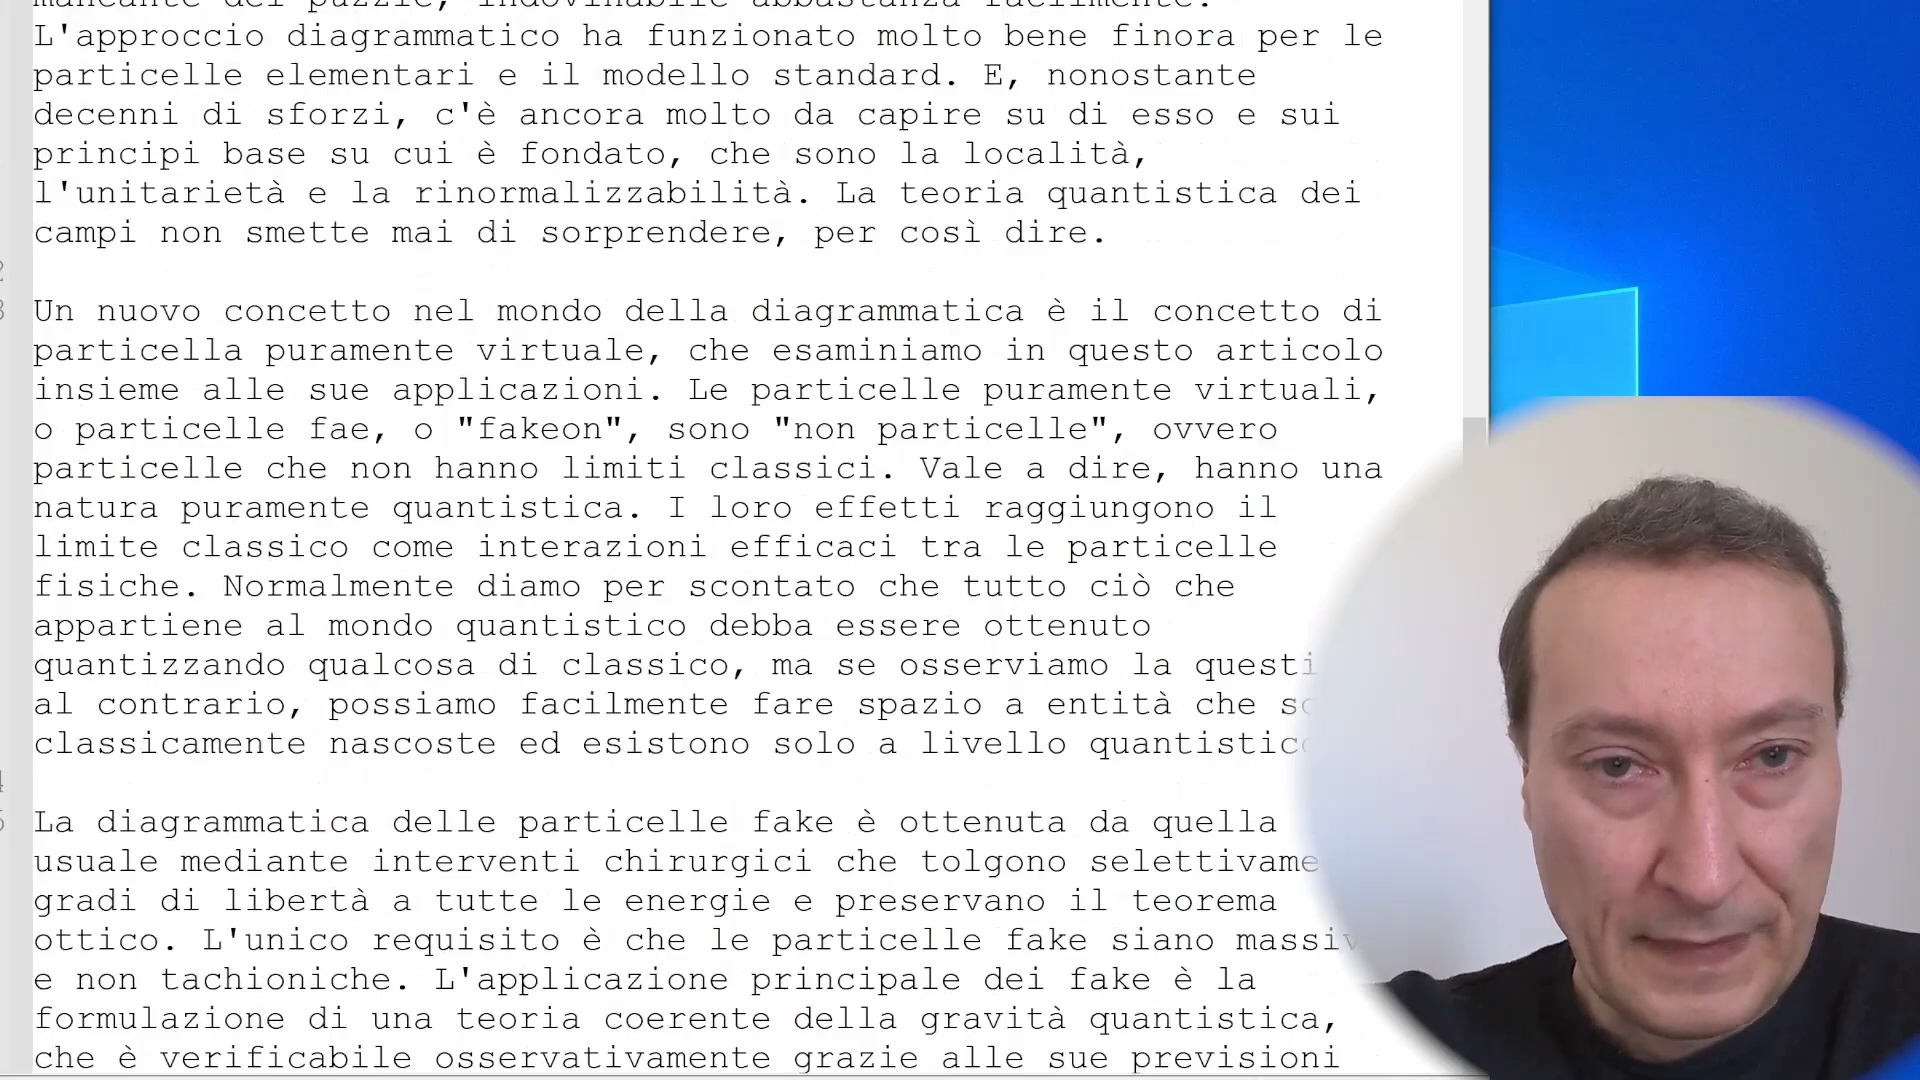 mancante del puzzle, indovinabile abbastanza facilmente.
L'approccio diagrammatico ha funzionato molto bene finora per le
particelle elementari e il modello standard. E, nonostante
decenni di sforzi, c'è ancora molto da capire su di esso e sui
principi base su cui è fondato, che sono la località,
l'unitarietà e la rinormalizzabilità. La teoria quantistica dei
campi non smette mai di sorprendere, per così dire.
Un nuovo concetto nel mondo della diagrammatica è il concetto di
particella puramente virtuale, che esaminiamo in questo articolo
insieme alle sue applicazioni. Le particelle puramente virtuali,
o particelle fae, o "fakeon", sono "non particelle", ovvero
particelle che non hanno limiti classici. Vale a dire, hanno una
natura puramente quantistica. I loro effetti raggiungono il
limite classico come interazioni efficaci tra le particelle
fisiche. Normalmente diamo per scontato che tutto ciò che
appartiene al mondo quantistico debba essere ottenuto
quantizzando qualcosa di classico, ma se osserviamo la questi
al contrario, possiamo facilmente fare spazio a entità che so
classicamente nascoste ed esistono solo a livello quantistico
La diagrammatica delle particelle fake è ottenuta da quella
usuale mediante interventi chirurgici che tolgono selettivame
gradi di libertà a tutte le energie e preservano il teorema
ottico. L'unico requisito è che le particelle fake siano massiv
e non tachioniche. L'applicazione principale dei fake è la
formulazione di una teoria coerente della gravità quantistica,
che è verificabile osservativamente grazie alle sue previsioni